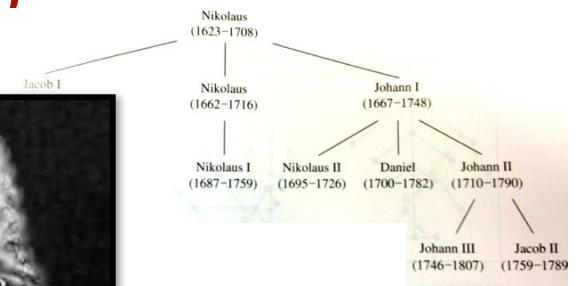 Nikolaus
(1623–1708)
Jacob I
Nikolaus
(1662–1716)
Johann I
(1667–1748)
Nikolaus I
(1687–1759)
Nikolaus II
(1695–1726)
Daniel
(1700–1782)
Johann II
(1710–1790)
Johann III
(1746–1807)
Jacob II
(1759–1789